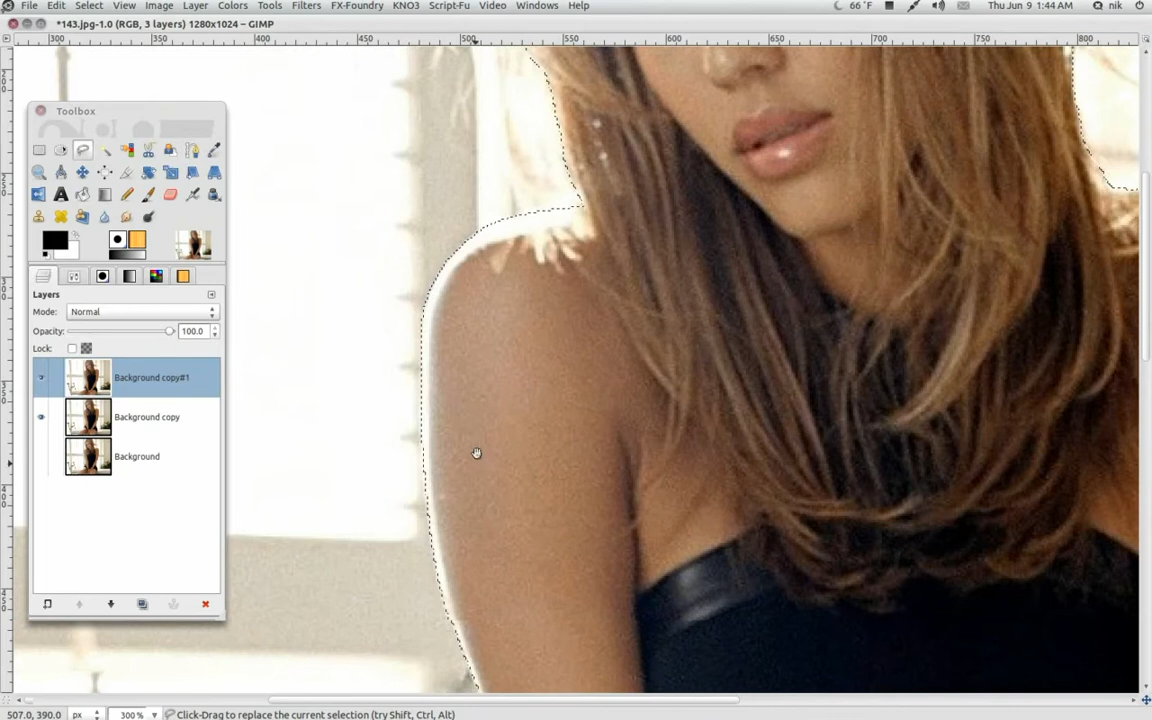 File Edit Select View Image Layer Colors Tools Filters FX-Foundry KNO3 Script-Fu Video Windows Help
66 °F Thu Jun 9 1:44 AM nik
*143.jpg-1.0 (RGB, 3 layers) 1280x1024 – GIMP
300 350 400 450 500 550 600 650 700 750 800
Toolbox
Layers
Mode: Normal
Opacity: 100.0
Lock:
Background copy#1
Background copy
Background
507.0, 390.0 px 300% Click-Drag to replace the current selection (try Shift, Ctrl, Alt)